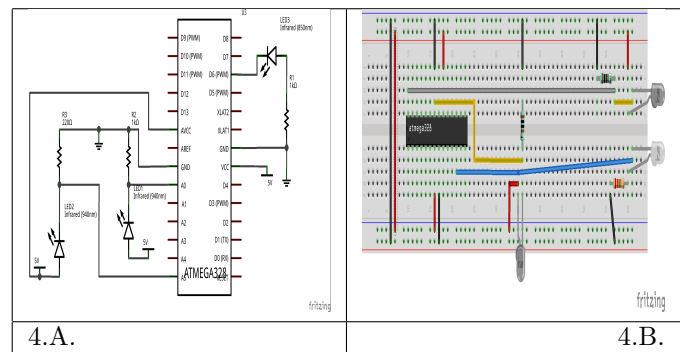 U3
LED3
Infrared (850nm)
D9 (PWM)
D8
D10 (PWM)
D7
D11 (PWM)
D6 (PWM)
R1
1kΩ
D12
D5 (PWM)
D13
XLAT2
R3
220Ω
R2
1kΩ
AVCC
XLAT1
AREF
GND
GND
VCC
5V
A0
D4
LED1
Infrared (940nm)
A1
D3 (PWM)
LED2
Infrared (940nm)
A2
D2
A3
D1 (TX)
5V
A4
D0 (RX)
5V
ATMEGA328
fritzing
4.A.
atmega328
fritzing
4.B.